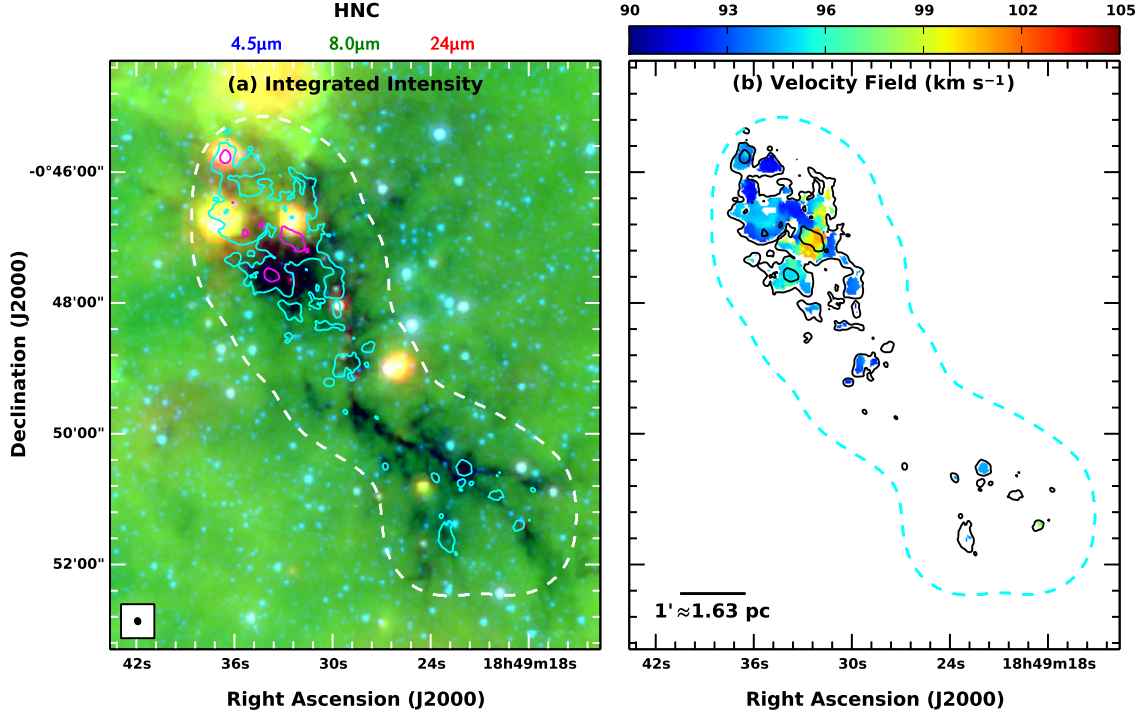 HNC
4.5μm 8.0μm 24μm
90 93 96 99 102 105
(a) Integrated Intensity
(b) Velocity Field (km s⁻¹)
Declination (J2000)
-0°46'00"
48'00"
50'00"
52'00"
1'≈1.63 pc
42s 36s 30s 24s 18h49m18s
42s 36s 30s 24s 18h49m18s
Right Ascension (J2000)
Right Ascension (J2000)